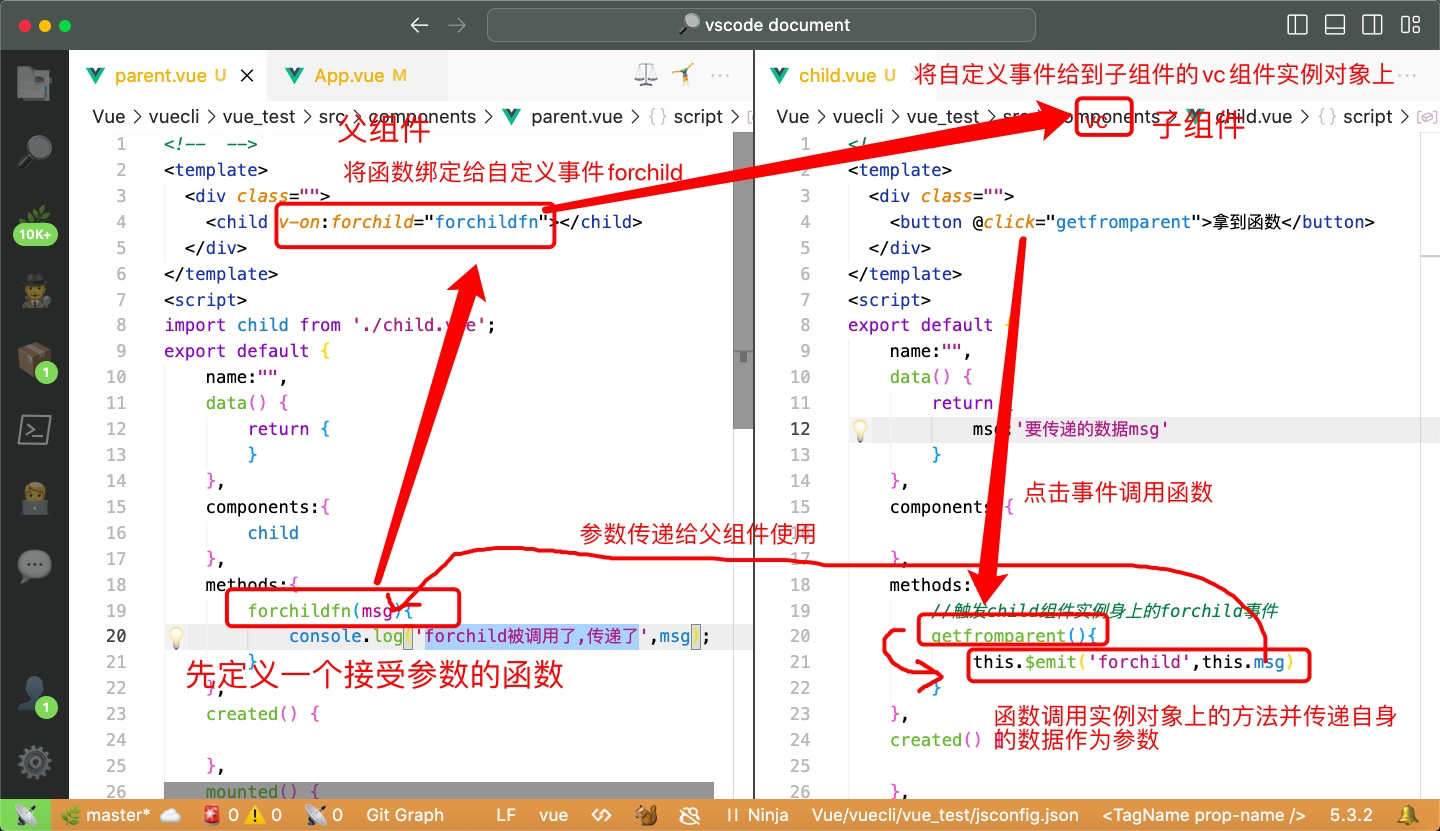 vscode document
parent.vue U
App.vue M
Vue > vuecli > vue_test > src > components > parent.vue > {} script >
父组件
将函数绑定给自定义事件forchild
1 <!-- -->
2 <template>
3 <div class="">
4 <child v-on:forchild="forchildfn"></child>
5 </div>
6 </template>
7 <script>
8 import child from './child.vue';
9 export default {
10 name:"",
11 data() {
12 return {
13 }
14 },
15 components:{
16 child
17 },
18 methods:{
19 forchildfn(msg){
20 console.log('forchild被调用了,传递了',msg);
21 }
先定义一个接受参数的函数
22 },
23 created() {
24
25 },
26 mounted() {
参数传递给父组件使用
child.vue U
将自定义事件给到子组件的vc组件实例对象上
Vue > vuecli > vue_test > src > components > child.vue > {} script >
vc
子组件
1 <!
2 <template>
3 <div class="">
4 <button @click="getfromparent">拿到函数</button>
5 </div>
6 </template>
7 <script>
8 export default {
9 name:"",
10 data() {
11 return {
12 msg:'要传递的数据msg'
13 }
14 },
点击事件调用函数
15 components:{
16
17 },
18 methods:
19 //触发child组件实例身上的forchild事件
20 getfromparent(){
21 this.$emit('forchild',this.msg)
22 }
函数调用实例对象上的方法并传递自身
的数据作为参数
23 },
24 created()
25
26 },
10K+
1
1
master* 0 0 0 Git Graph LF vue Ninja Vue/vuecli/vue_test/jsconfig.json <TagName prop-name /> 5.3.2